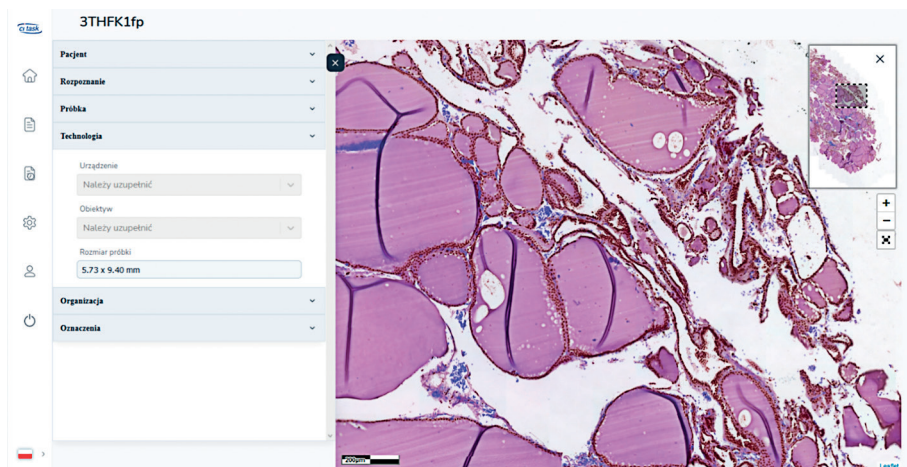 ci task
3THFK1fp
Pacjent
Rozpoznanie
Próbka
Technologia
Urządzenie
Należy uzupełnić
Obiektyw
Należy uzupełnić
Rozmiar próbki
5.73 x 9.40 mm
Organizacja
Oznaczenia
200µm
Leaflet